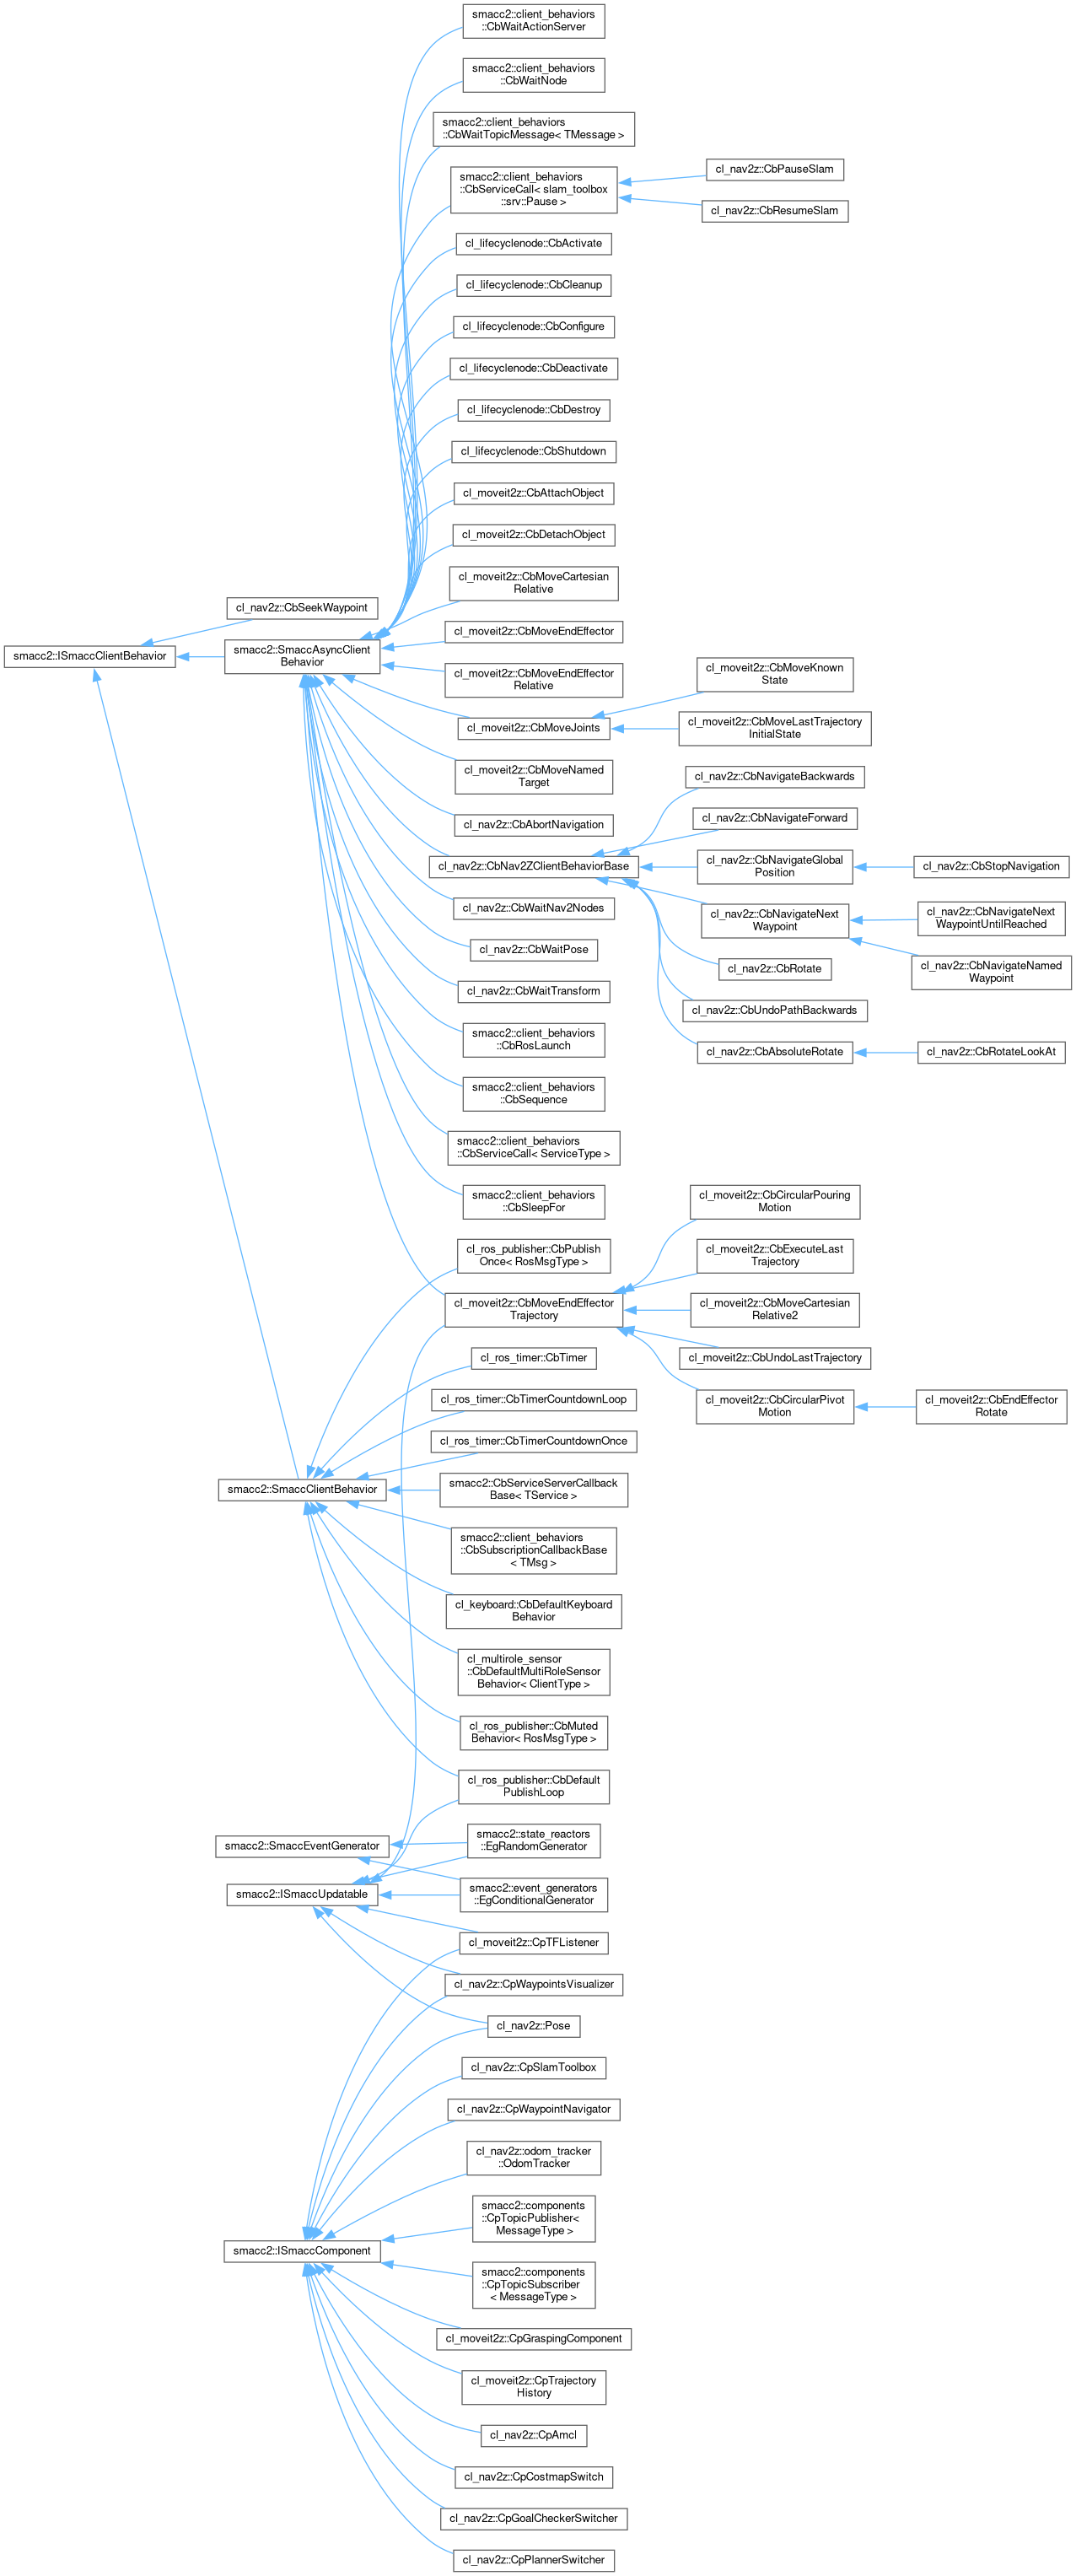 smacc2::client_behaviors
::CbWaitActionServer
smacc2::client_behaviors
::CbWaitNode
smacc2::client_behaviors
::CbWaitTopicMessage< TMessage >
smacc2::client_behaviors
::CbServiceCall< slam_toolbox
::srv::Pause >
cl_nav2z::CbPauseSlam
cl_nav2z::CbResumeSlam
cl_lifecyclenode::CbActivate
cl_lifecyclenode::CbCleanup
cl_lifecyclenode::CbConfigure
cl_lifecyclenode::CbDeactivate
cl_lifecyclenode::CbDestroy
cl_lifecyclenode::CbShutdown
cl_moveit2z::CbAttachObject
cl_moveit2z::CbDetachObject
cl_moveit2z::CbMoveCartesian
Relative
cl_nav2z::CbSeekWaypoint
smacc2::ISmaccClientBehavior
smacc2::SmaccAsyncClient
Behavior
cl_moveit2z::CbMoveEndEffector
cl_moveit2z::CbMoveEndEffector
Relative
cl_moveit2z::CbMoveJoints
cl_moveit2z::CbMoveKnown
State
cl_moveit2z::CbMoveLastTrajectory
InitialState
cl_moveit2z::CbMoveNamed
Target
cl_nav2z::CbAbortNavigation
cl_nav2z::CbNav2ZClientBehaviorBase
cl_nav2z::CbNavigateBackwards
cl_nav2z::CbNavigateForward
cl_nav2z::CbNavigateGlobal
Position
cl_nav2z::CbStopNavigation
cl_nav2z::CbNavigateNext
Waypoint
cl_nav2z::CbNavigateNext
WaypointUntilReached
cl_nav2z::CbNavigateNamed
Waypoint
cl_nav2z::CbRotate
cl_nav2z::CbUndoPathBackwards
cl_nav2z::CbAbsoluteRotate
cl_nav2z::CbRotateLookAt
cl_nav2z::CbWaitNav2Nodes
cl_nav2z::CbWaitPose
cl_nav2z::CbWaitTransform
smacc2::client_behaviors
::CbRosLaunch
smacc2::client_behaviors
::CbSequence
smacc2::client_behaviors
::CbServiceCall< ServiceType >
smacc2::client_behaviors
::CbSleepFor
cl_ros_publisher::CbPublish
Once< RosMsgType >
cl_moveit2z::CbMoveEndEffector
Trajectory
cl_moveit2z::CbCircularPouring
Motion
cl_moveit2z::CbExecuteLast
Trajectory
cl_moveit2z::CbMoveCartesian
Relative2
cl_moveit2z::CbUndoLastTrajectory
cl_moveit2z::CbCircularPivot
Motion
cl_moveit2z::CbEndEffector
Rotate
smacc2::SmaccClientBehavior
cl_ros_timer::CbTimer
cl_ros_timer::CbTimerCountdownLoop
cl_ros_timer::CbTimerCountdownOnce
smacc2::CbServiceServerCallback
Base< TService >
smacc2::client_behaviors
::CbSubscriptionCallbackBase
< TMsg >
cl_keyboard::CbDefaultKeyboard
Behavior
cl_multirole_sensor
::CbDefaultMultiRoleSensor
Behavior< ClientType >
cl_ros_publisher::CbMuted
Behavior< RosMsgType >
cl_ros_publisher::CbDefault
PublishLoop
smacc2::SmaccEventGenerator
smacc2::state_reactors
::EgRandomGenerator
smacc2::ISmaccUpdatable
smacc2::event_generators
::EgConditionalGenerator
cl_moveit2z::CpTFListener
cl_nav2z::CpWaypointsVisualizer
cl_nav2z::Pose
cl_nav2z::CpSlamToolbox
cl_nav2z::CpWaypointNavigator
cl_nav2z::odom_tracker
::OdomTracker
smacc2::components
::CpTopicPublisher<
MessageType >
smacc2::ISmaccComponent
smacc2::components
::CpTopicSubscriber
< MessageType >
cl_moveit2z::CpGraspingComponent
cl_moveit2z::CpTrajectory
History
cl_nav2z::CpAmcl
cl_nav2z::CpCostmapSwitch
cl_nav2z::CpGoalCheckerSwitcher
cl_nav2z::CpPlannerSwitcher